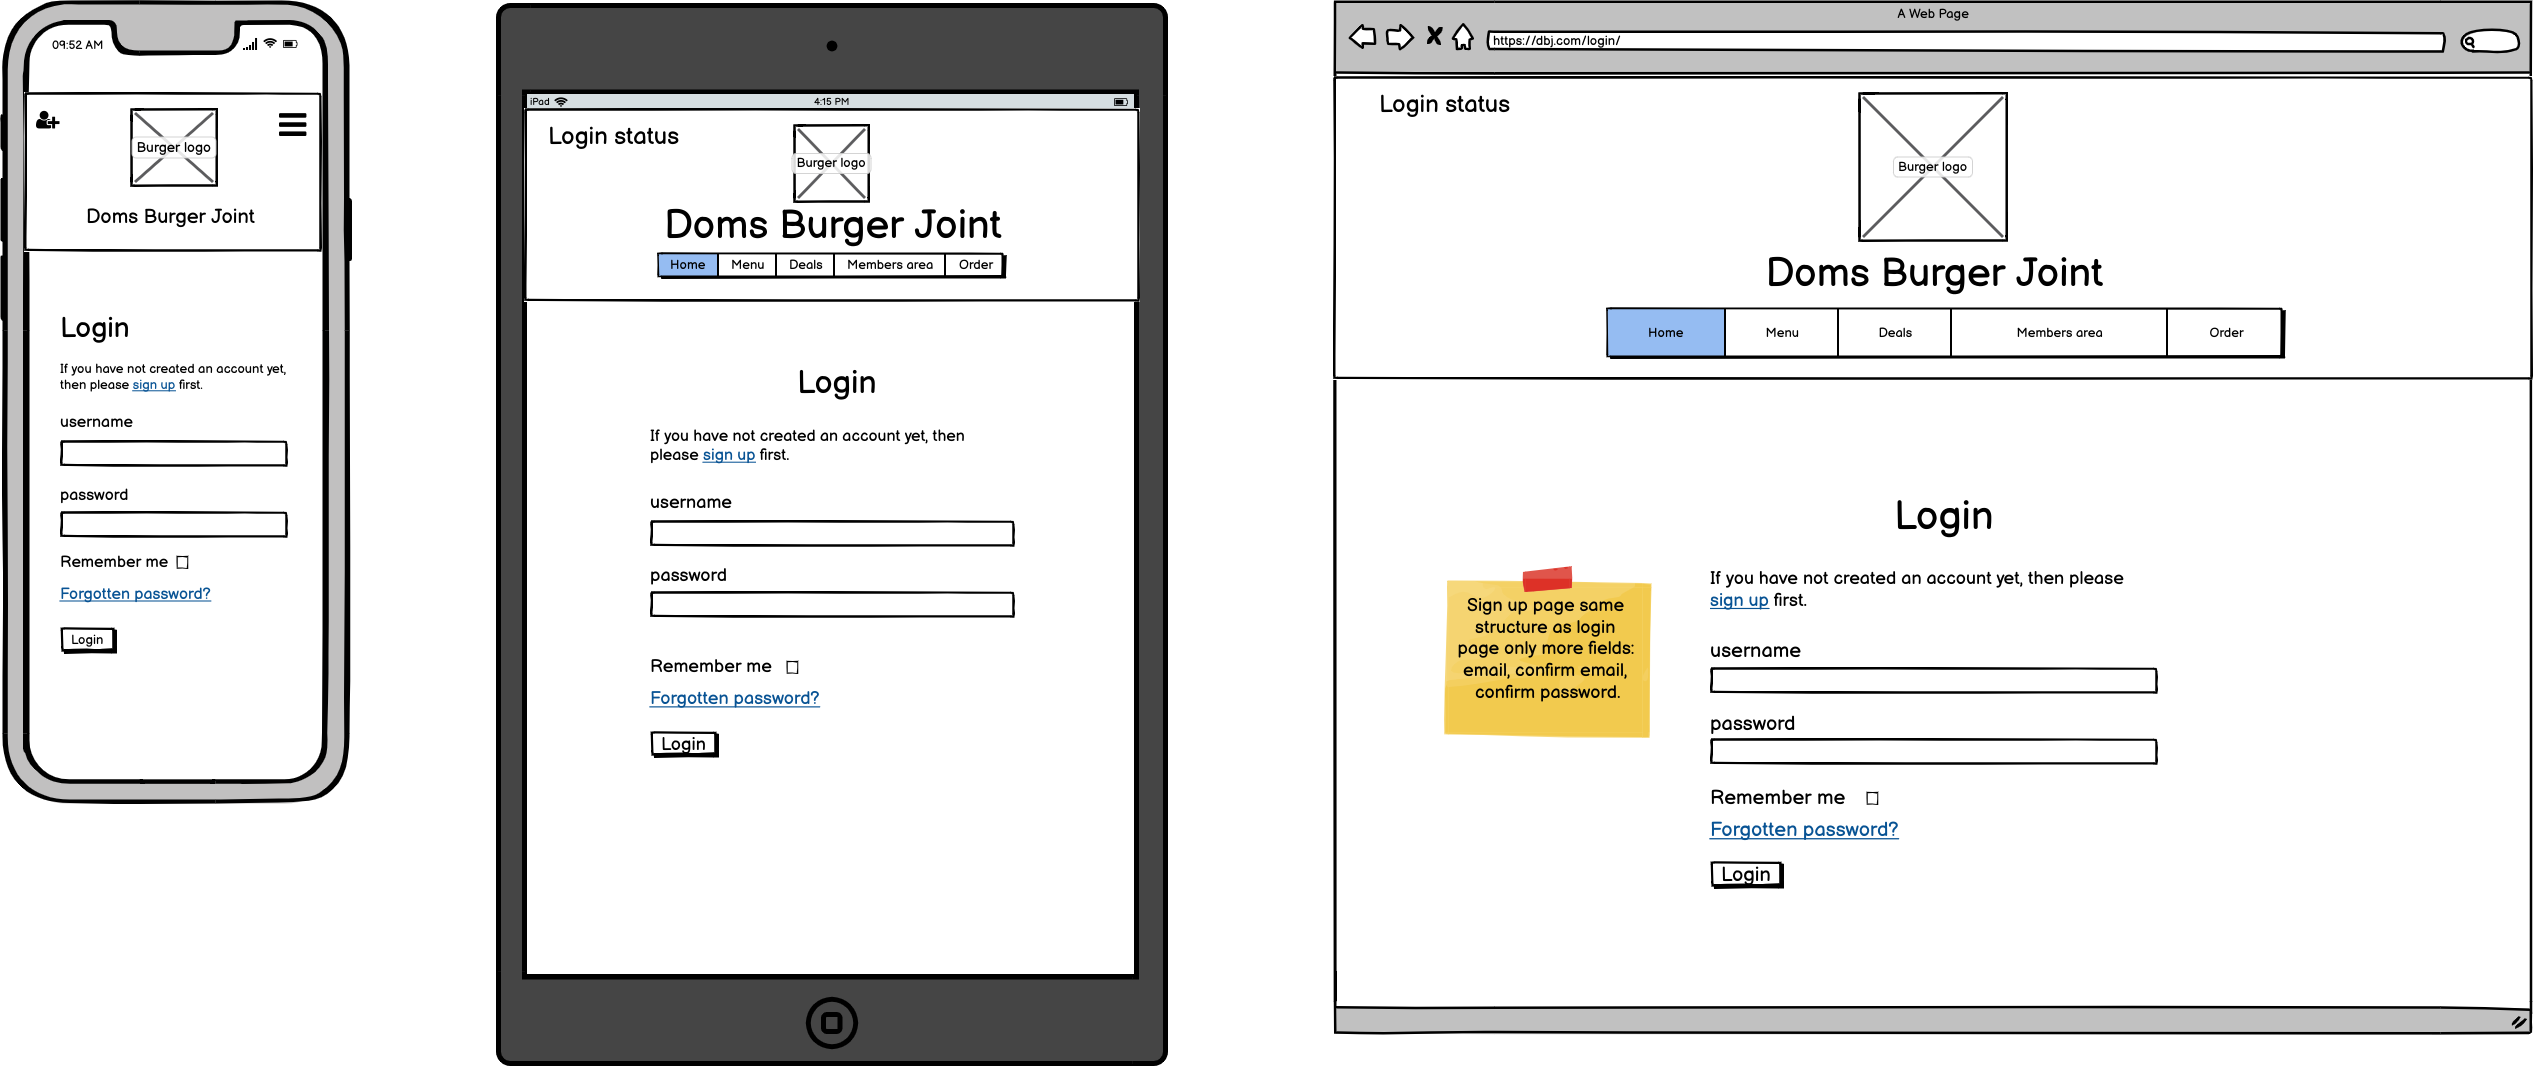 09:52 AM
Burger logo
Doms Burger Joint
Login
If you have not created an account yet,
then please sign up first.
username
password
Remember me
Forgotten password?
Login
iPad
4:15 PM
Login status
Burger logo
Doms Burger Joint
Home Menu Deals Members area Order
Login
If you have not created an account yet, then
please sign up first.
username
password
Remember me
Forgotten password?
Login
A Web Page
https://dbj.com/login/
Login status
Burger logo
Doms Burger Joint
Home Menu Deals Members area Order
Login
Sign up page same
structure as login
page only more fields:
email, confirm email,
confirm password.
If you have not created an account yet, then please
sign up first.
username
password
Remember me
Forgotten password?
Login